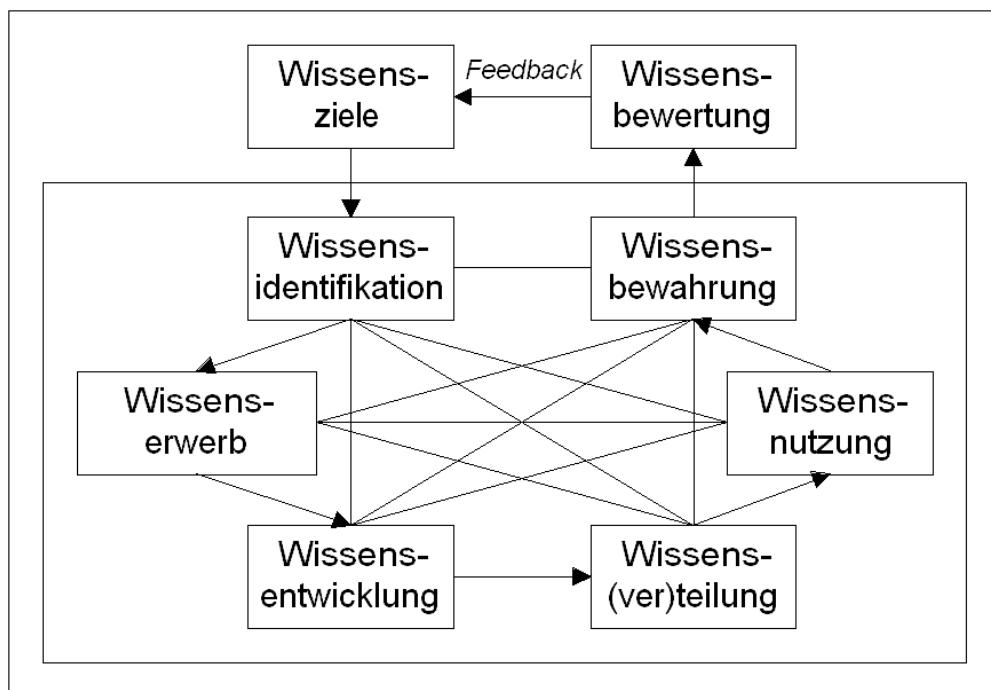 Wissens-
ziele
Feedback
Wissens-
bewertung
Wissens-
identifikation
Wissens-
bewahrung
Wissens-
erwerb
Wissens-
nutzung
Wissens-
entwicklung
Wissens-
(ver)teilung